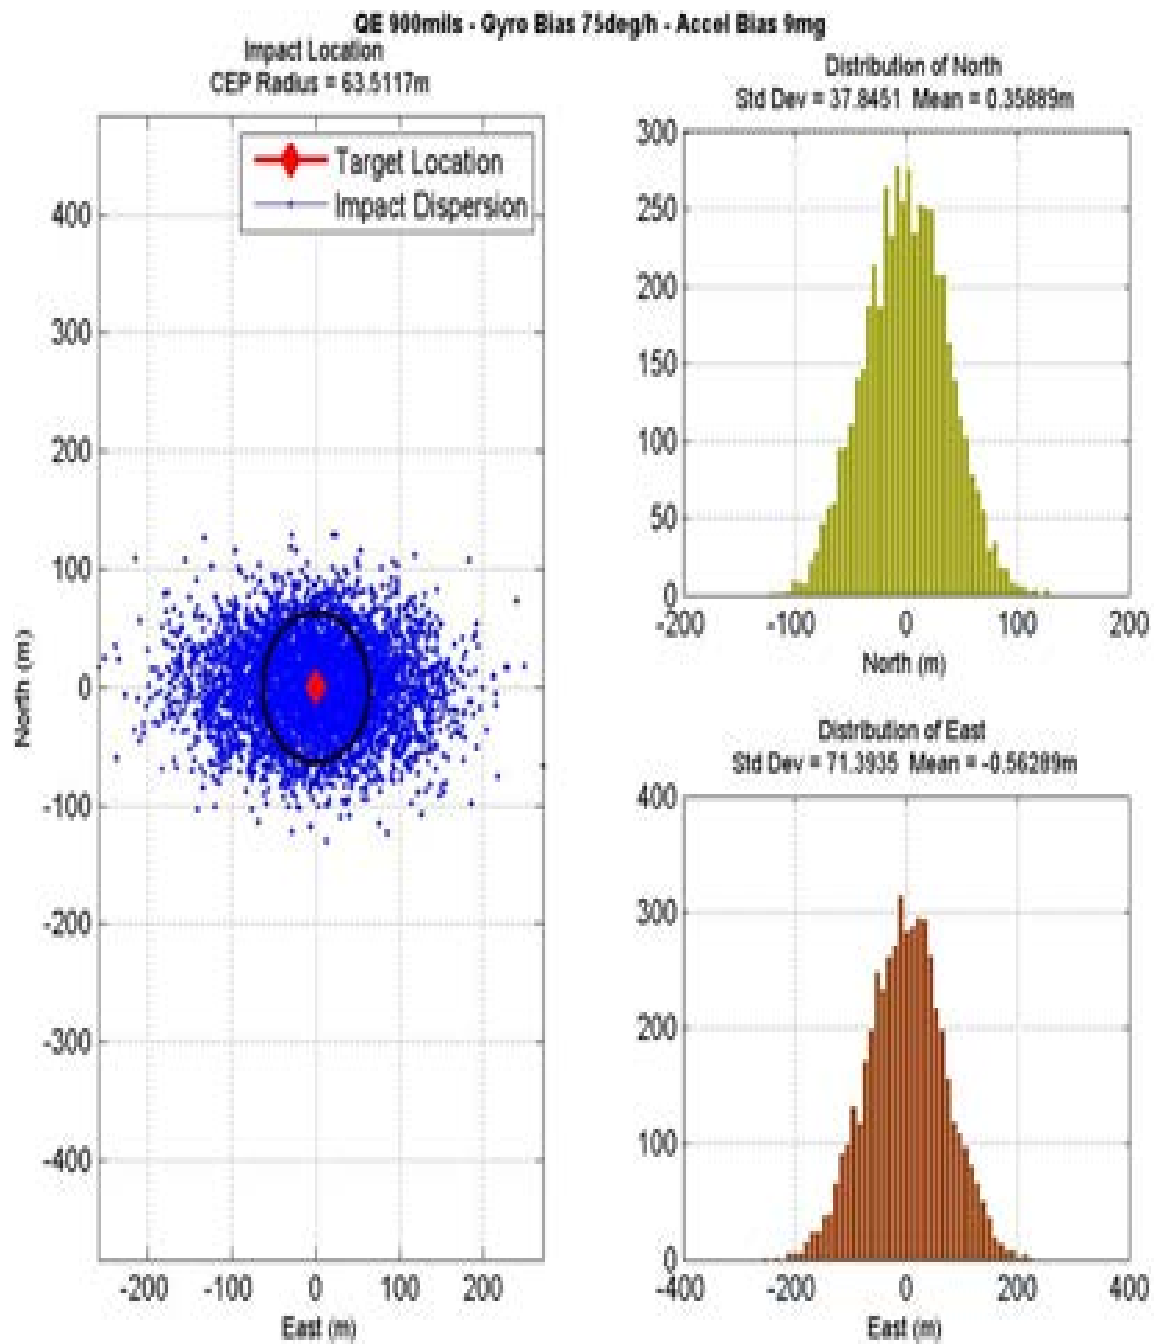 QE 900mils - Gyro Bias 75deg/h - Accel Bias 9mg
Impact Location
CEP Radius = 63.5117m
Target Location
Impact Dispersion
400
300
200
100
0
-100
-200
-300
-400
North (m)
-200
-100
0
100
200
East (m)
Distribution of North
Std Dev = 37.8451 Mean = 0.35889m
300
250
200
150
100
50
0
-200
-100
0
100
200
North (m)
Distribution of East
Std Dev = 71.3935 Mean = -0.56289m
400
300
200
100
0
-400
-200
0
200
400
East (m)